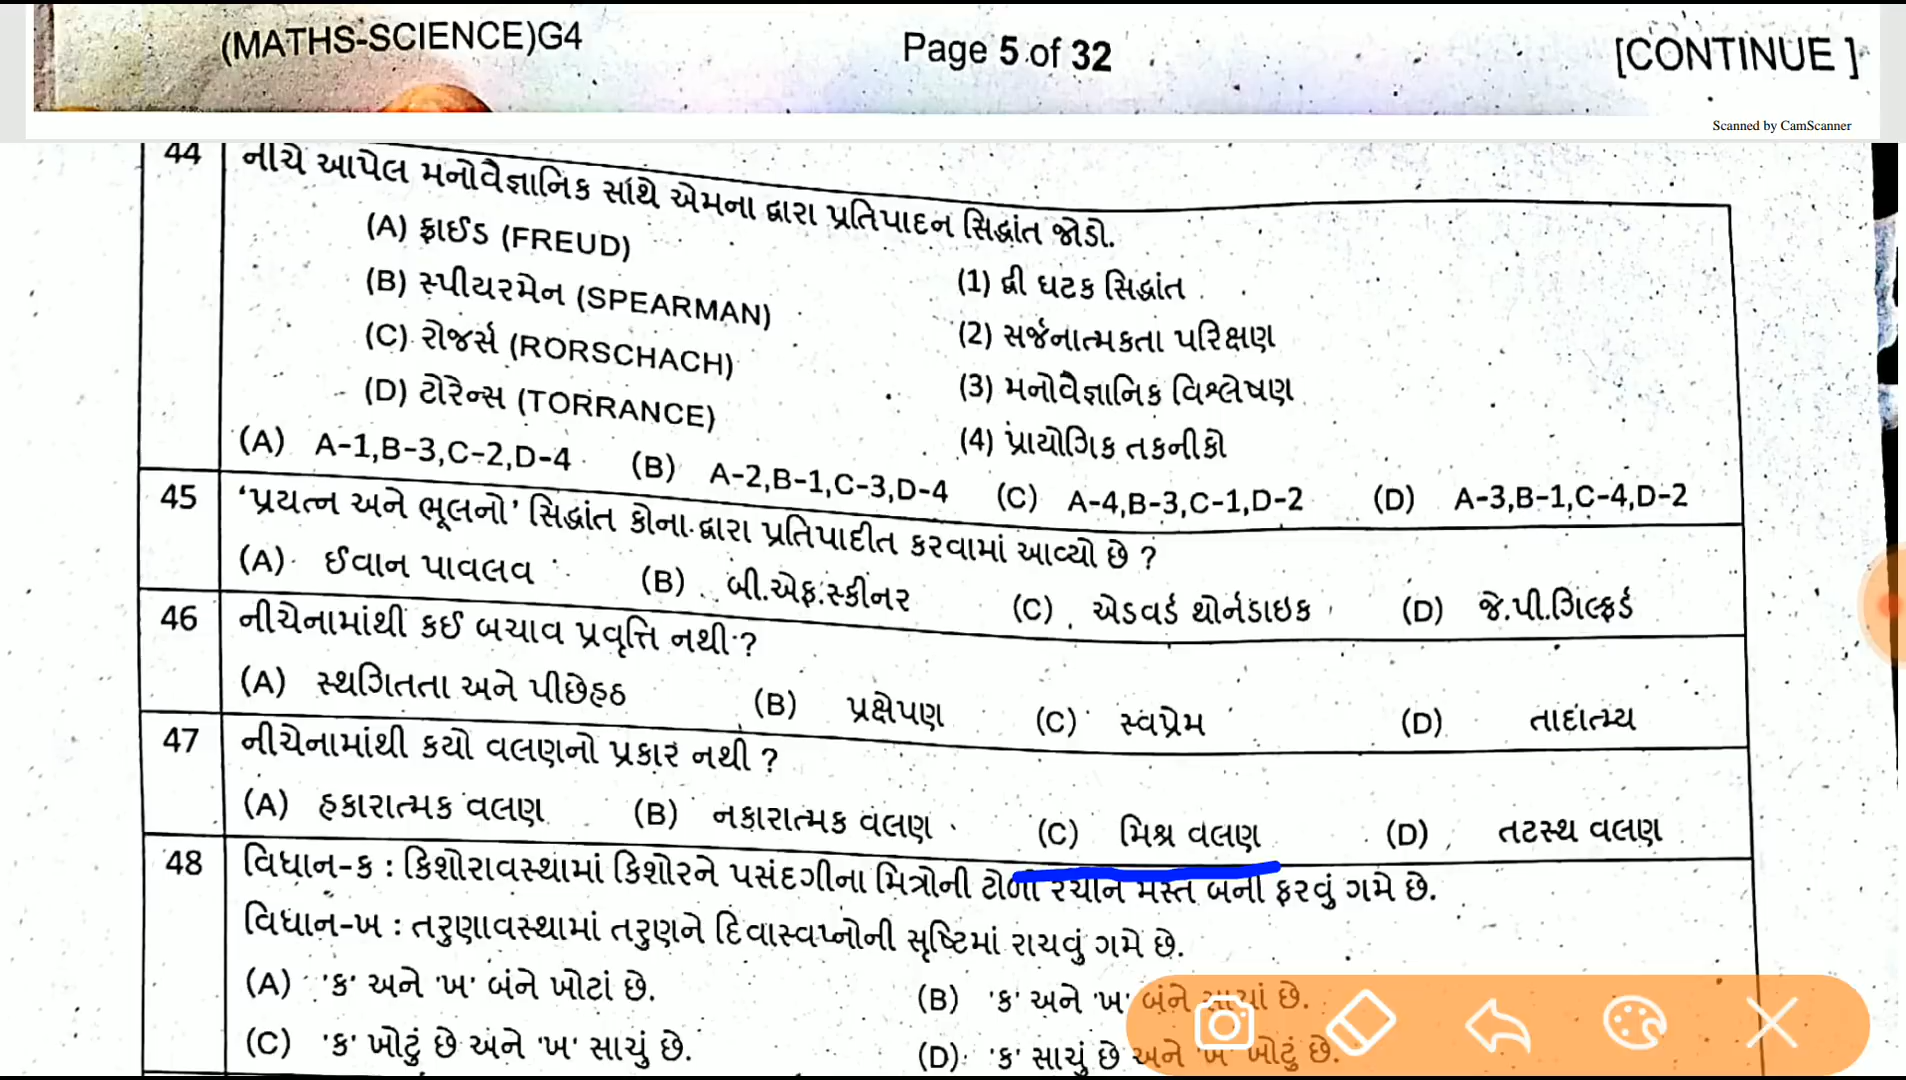 (MATHS-SCIENCE)G4 Page 5 of 32 [CONTINUE ]
Scanned by CamScanner
44 નીચે આપેલ મનોવૈજ્ઞાનિક સાથે એમના દ્વારા પ્રતિપાદન સિદ્ધાંત જોડો.
(A) ફ્રાઈડ (FREUD)
(1) દ્વી ઘટક સિદ્ધાંત
(B) સ્પીયરમેન (SPEARMAN)
(2) સર્જનાત્મકતા પરિક્ષણ
(C) રોજર્સ (RORSCHACH)
(3) મનોવૈજ્ઞાનિક વિશ્લેષણ
(D) ટોરેન્સ (TORRANCE)
(4) પ્રાયોગિક તકનીકો
(A) A-1,B-3,C-2,D-4 (B) A-2,B-1,C-3,D-4 (C) A-4,B-3,C-1,D-2 (D) A-3,B-1,C-4,D-2
45 'પ્રયત્ન અને ભૂલનો' સિદ્ધાંત કોના દ્વારા પ્રતિપાદીત કરવામાં આવ્યો છે ?
(A) ઈવાન પાવલવ (B) બી.એફ.સ્કીનર (C) એડવર્ડ થોર્નડાઇક (D) જે.પી.ગિલ્ફર્ડ
46 નીચેનામાંથી કઈ બચાવ પ્રવૃત્તિ નથી ?
(A) સ્થગિતતા અને પીછેહઠ (B) પ્રક્ષેપણ (C) સ્વપ્રેમ (D) તાદાત્મ્ય
47 નીચેનામાંથી કયો વલણનો પ્રકાર નથી ?
(A) હકારાત્મક વલણ (B) નકારાત્મક વલણ (C) મિશ્ર વલણ (D) તટસ્થ વલણ
48 વિધાન-ક : કિશોરાવસ્થામાં કિશોરને પસંદગીના મિત્રોની ટોળી રચીને મસ્ત બની ફરવું ગમે છે.
વિધાન-ખ : તરુણાવસ્થામાં તરુણને દિવાસ્વપ્નોની સૃષ્ટિમાં રાચવું ગમે છે.
(A) 'ક' અને 'ખ' બંને ખોટાં છે. (B) 'ક' અને 'ખ' બંને સાચાં છે.
(C) 'ક' ખોટું છે અને 'ખ' સાચું છે. (D) 'ક' સાચું છે અને 'ખ' ખોટું છે.